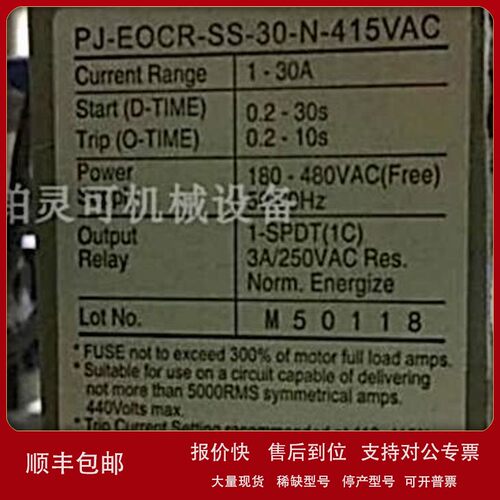 PJ-EOCR-SS-30-N-415VAC
Current Range 1 - 30A
Start (D-TIME) 0.2 - 30s
Trip (O-TIME) 0.2 - 10s
Power 180 - 480VAC(Free)
Output 1-SPDT(1C)
Relay 3A/250VAC Res.
Norm. Energize
灵可机械设备
Lot No. M50118
* FUSE not to exceed 300% of motor full load amps.
* Suitable for use on a circuit capable of delivering
not more than 5000RMS symmetrical amps.
440Volts max.
* Trip Current Setting
顺丰包邮
报价快 售后到位 支持对公专票
大量现货 稀缺型号 停产型号 可开普票